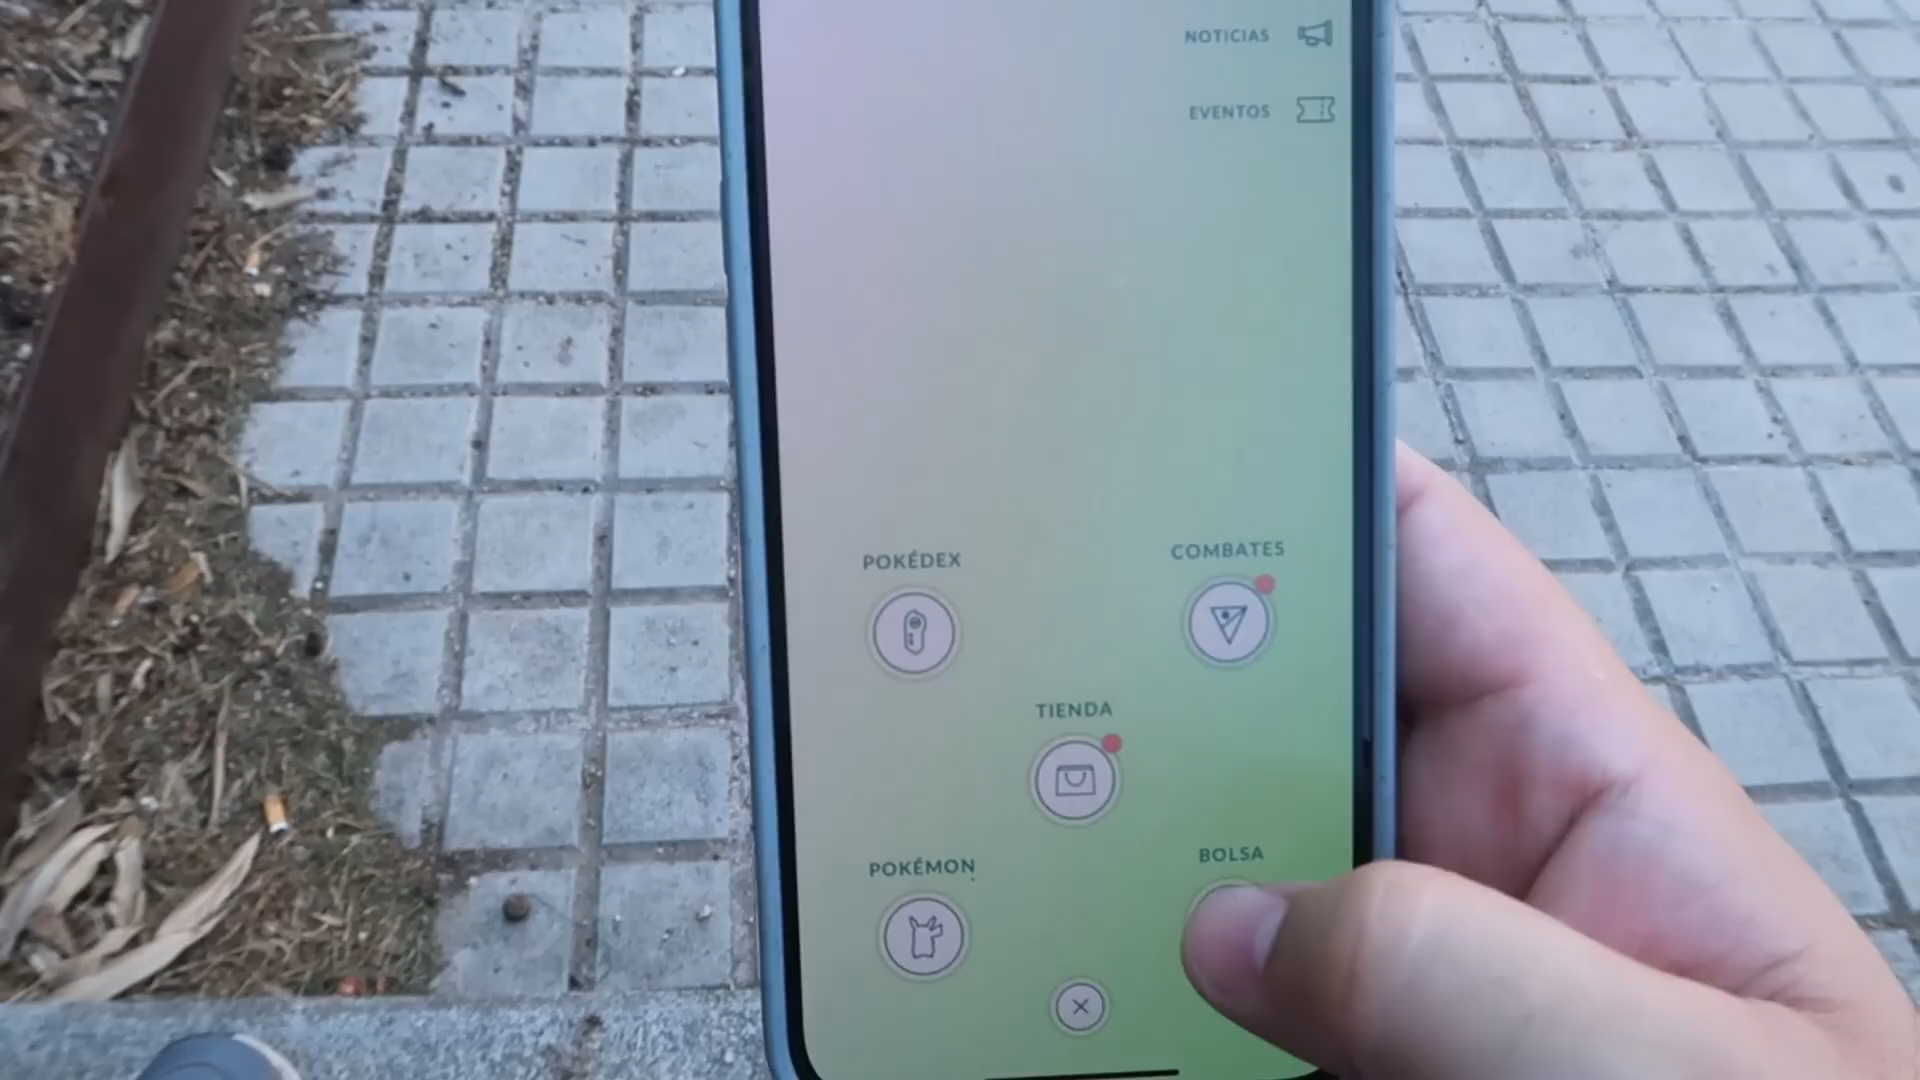 NOTICIAS
EVENTOS
POKÉDEX
COMBATES
TIENDA
POKÉMON
BOLSA